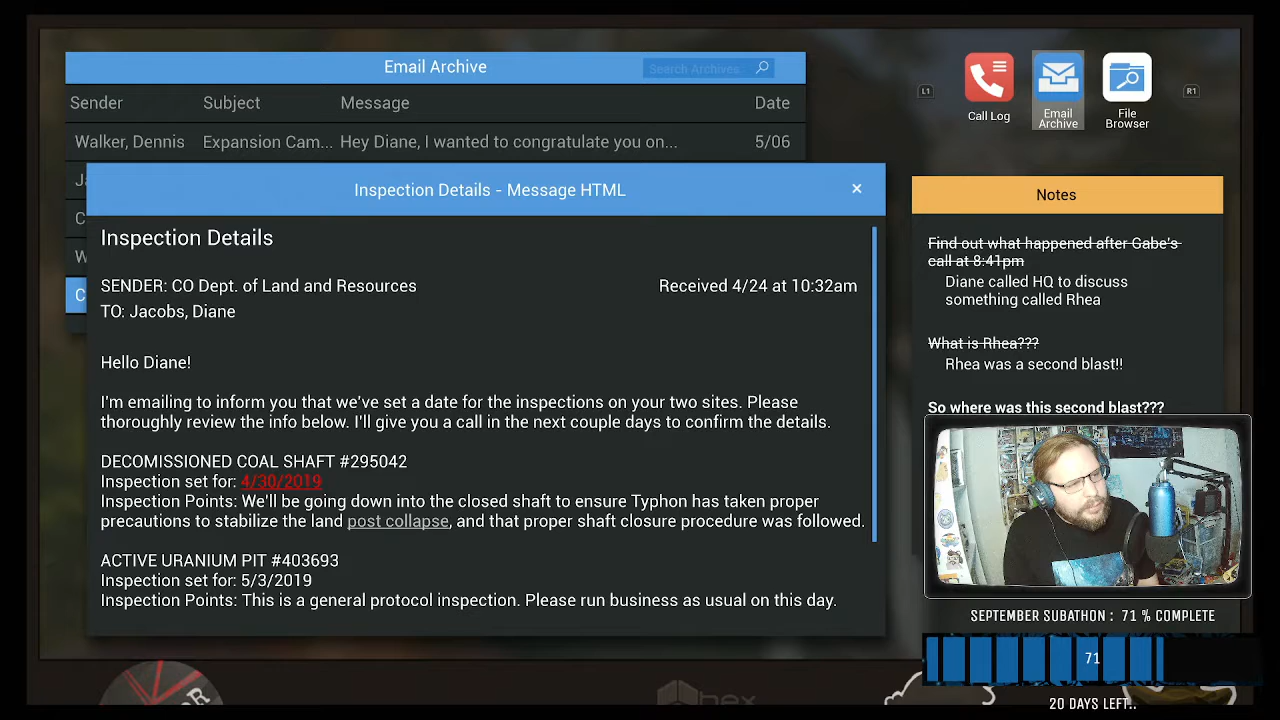 Email Archive
Search Archives
Sender Subject Message Date
Walker, Dennis Expansion Cam... Hey Diane, I wanted to congratulate you on... 5/06
Inspection Details - Message HTML ×
Inspection Details
SENDER: CO Dept. of Land and Resources Received 4/24 at 10:32am
TO: Jacobs, Diane
Hello Diane!
I'm emailing to inform you that we've set a date for the inspections on your two sites. Please
thoroughly review the info below. I'll give you a call in the next couple days to confirm the details.
DECOMISSIONED COAL SHAFT #295042
Inspection set for: 4/30/2019
Inspection Points: We'll be going down into the closed shaft to ensure Typhon has taken proper
precautions to stabilize the land post collapse, and that proper shaft closure procedure was followed.
ACTIVE URANIUM PIT #403693
Inspection set for: 5/3/2019
Inspection Points: This is a general protocol inspection. Please run business as usual on this day.
L1
Call Log
Email
Archive
File
Browser
R1
Notes
Find out what happened after Gabe's
call at 8:41pm
Diane called HQ to discuss
something called Rhea
What is Rhea???
Rhea was a second blast!!
So where was this second blast???
SEPTEMBER SUBATHON : 71 % COMPLETE
71
20 DAYS LEFT..
hex